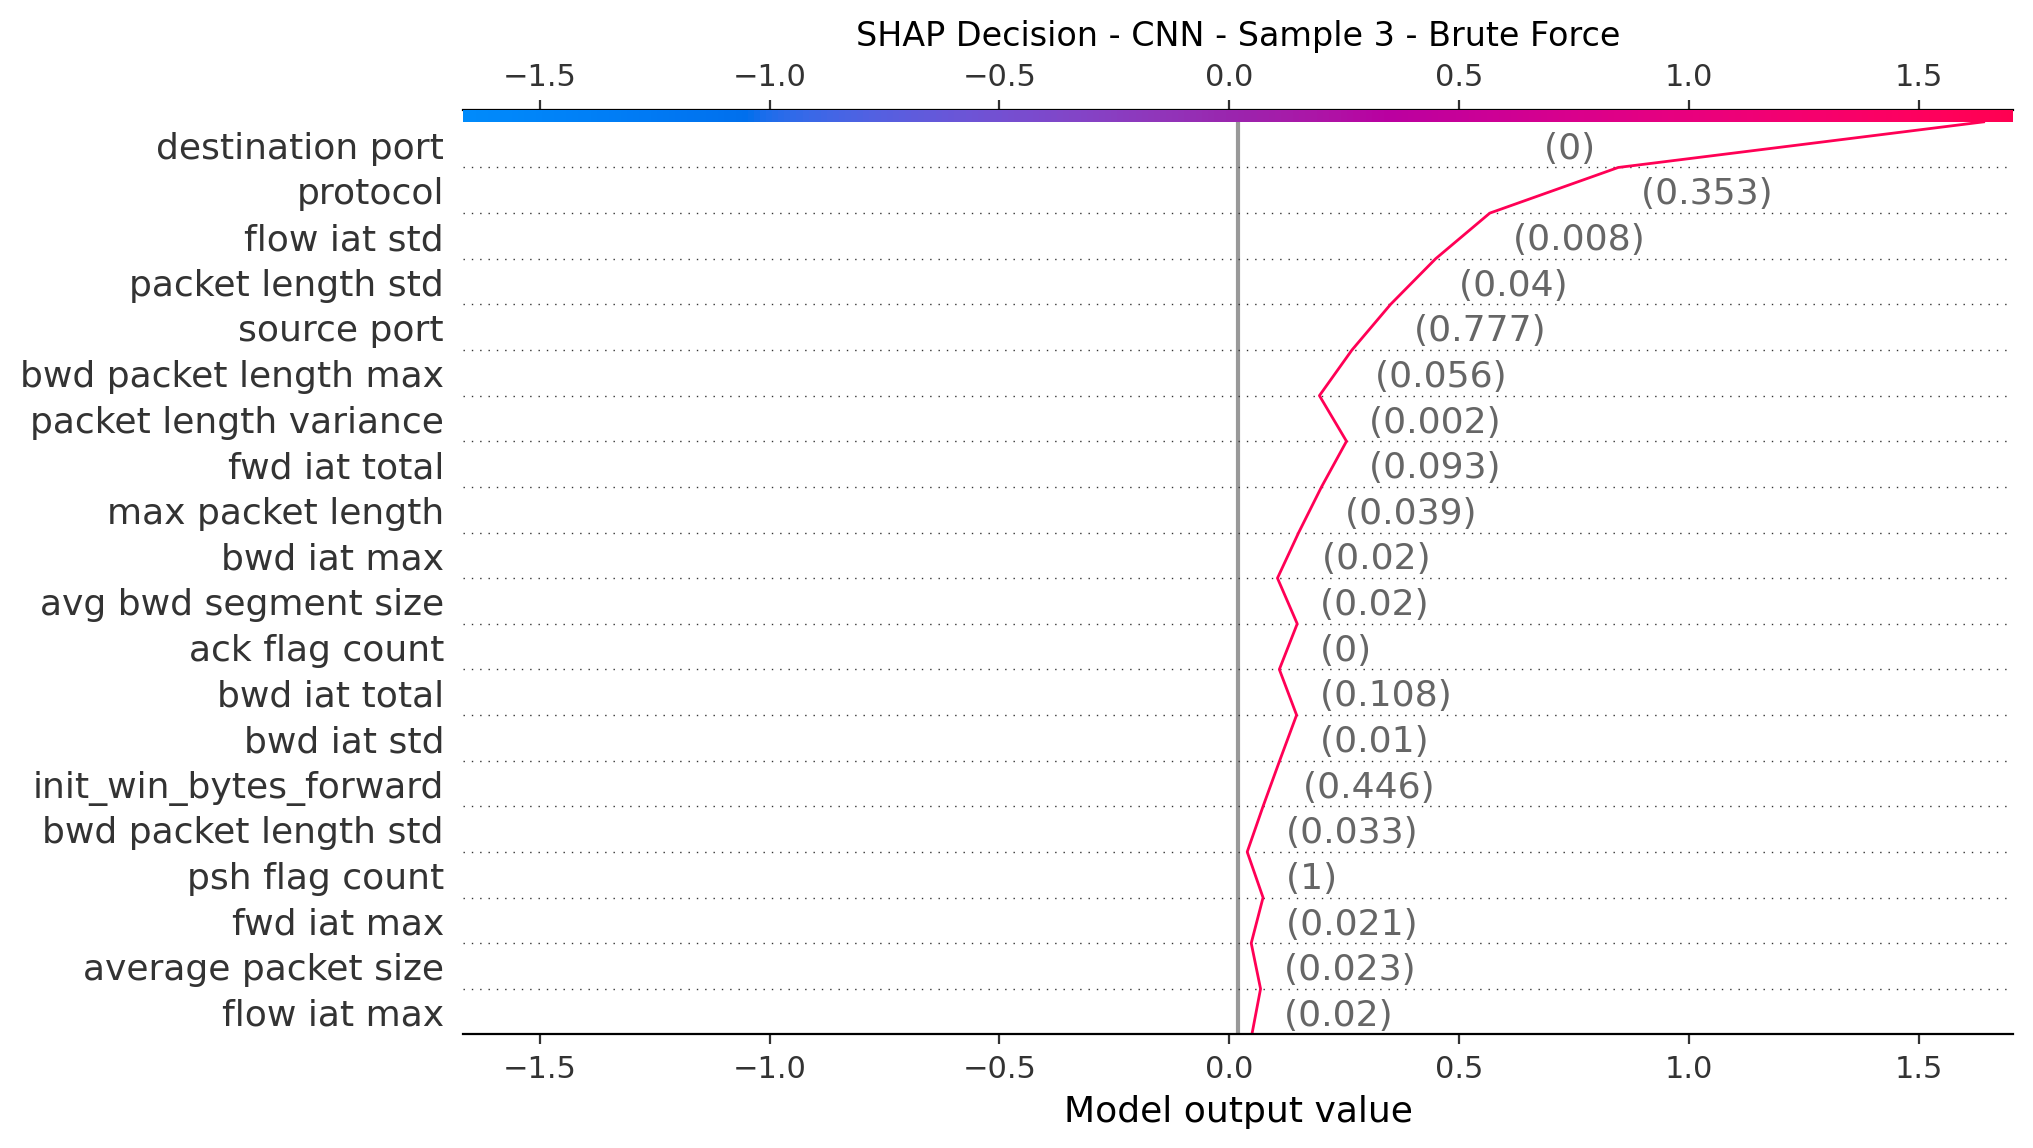 SHAP Decision - CNN - Sample 3 - Brute Force
−1.5 −1.0 −0.5 0.0 0.5 1.0 1.5
destination port (0)
protocol (0.353)
flow iat std (0.008)
packet length std (0.04)
source port (0.777)
bwd packet length max (0.056)
packet length variance (0.002)
fwd iat total (0.093)
max packet length (0.039)
bwd iat max (0.02)
avg bwd segment size (0.02)
ack flag count (0)
bwd iat total (0.108)
bwd iat std (0.01)
init_win_bytes_forward (0.446)
bwd packet length std (0.033)
psh flag count (1)
fwd iat max (0.021)
average packet size (0.023)
flow iat max (0.02)
−1.5 −1.0 −0.5 0.0 0.5 1.0 1.5
Model output value